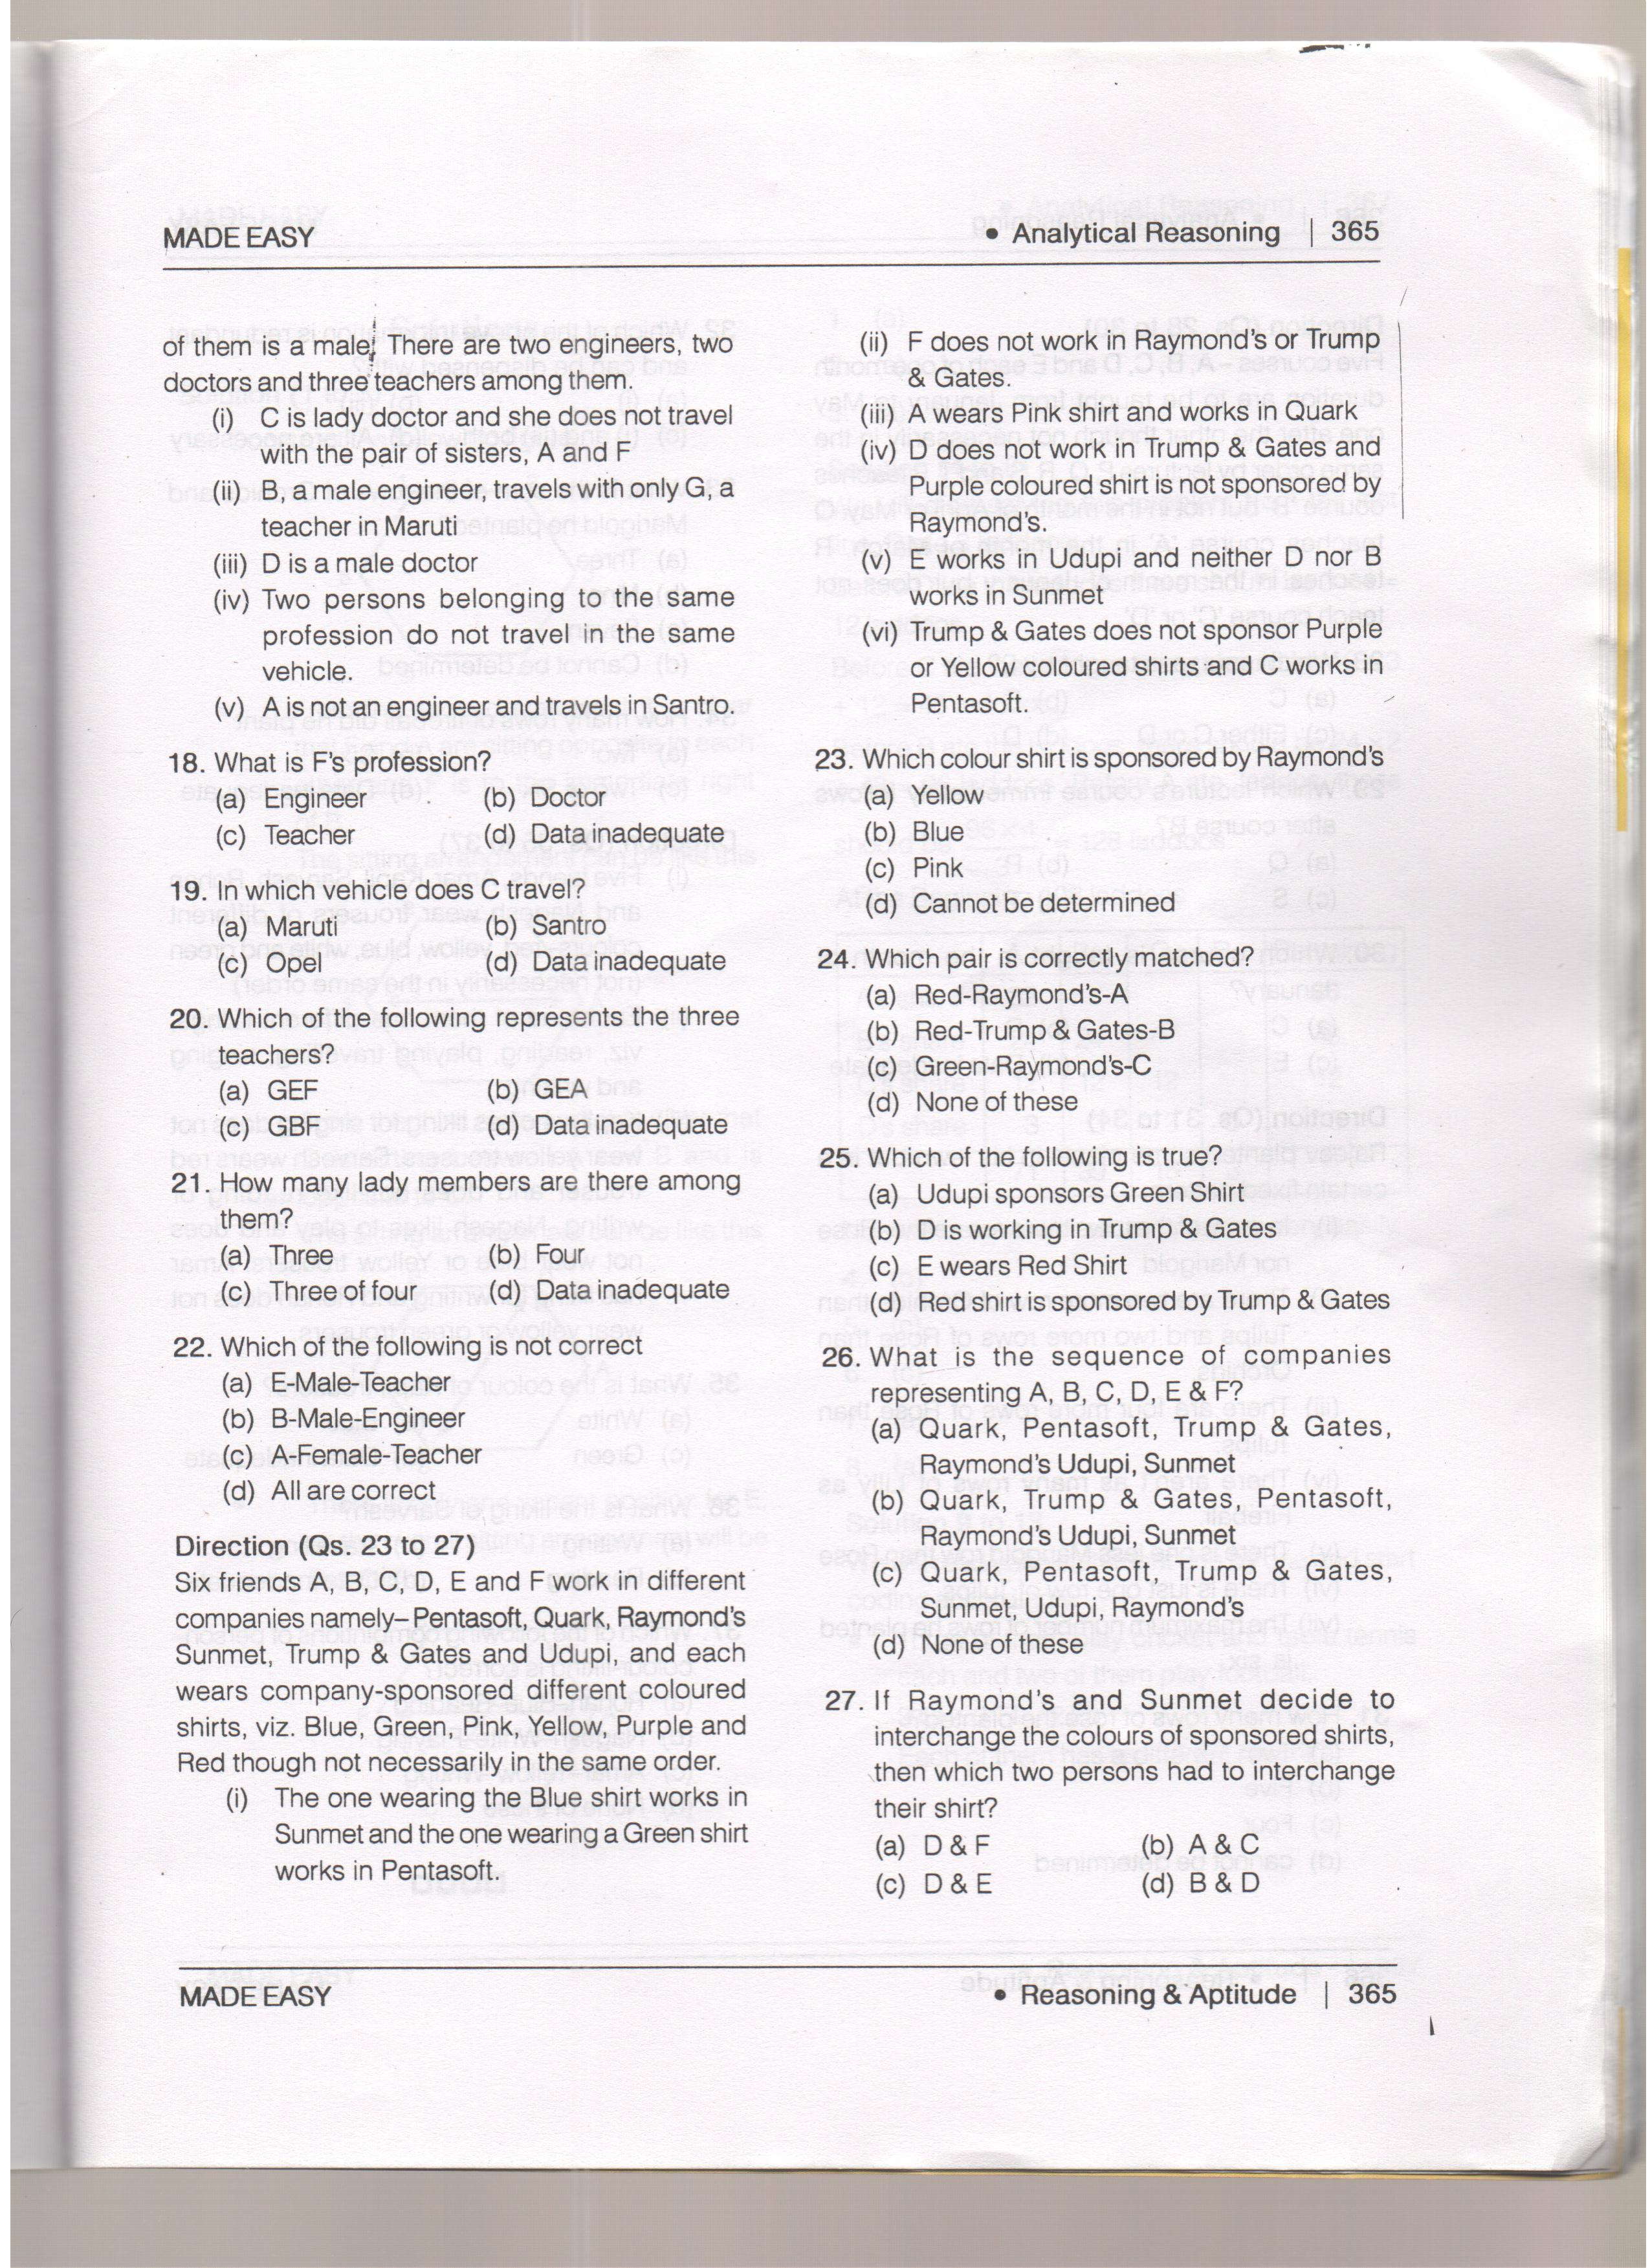 MADE EASY
• Analytical Reasoning | 365
of them is a male. There are two engineers, two
doctors and three teachers among them.
(i) C is lady doctor and she does not travel
with the pair of sisters, A and F
(ii) B, a male engineer, travels with only G, a
teacher in Maruti
(iii) D is a male doctor
(iv) Two persons belonging to the same
profession do not travel in the same
vehicle.
(v) A is not an engineer and travels in Santro.
18. What is F's profession?
(a) Engineer (b) Doctor
(c) Teacher (d) Data inadequate
19. In which vehicle does C travel?
(a) Maruti (b) Santro
(c) Opel (d) Data inadequate
20. Which of the following represents the three
teachers?
(a) GEF (b) GEA
(c) GBF (d) Data inadequate
21. How many lady members are there among
them?
(a) Three (b) Four
(c) Three of four (d) Data inadequate
22. Which of the following is not correct
(a) E-Male-Teacher
(b) B-Male-Engineer
(c) A-Female-Teacher
(d) All are correct
Direction (Qs. 23 to 27)
Six friends A, B, C, D, E and F work in different
companies namely– Pentasoft, Quark, Raymond's
Sunmet, Trump & Gates and Udupi, and each
wears company-sponsored different coloured
shirts, viz. Blue, Green, Pink, Yellow, Purple and
Red though not necessarily in the same order.
(i) The one wearing the Blue shirt works in
Sunmet and the one wearing a Green shirt
works in Pentasoft.
(ii) F does not work in Raymond's or Trump
& Gates.
(iii) A wears Pink shirt and works in Quark
(iv) D does not work in Trump & Gates and
Purple coloured shirt is not sponsored by
Raymond's.
(v) E works in Udupi and neither D nor B
works in Sunmet
(vi) Trump & Gates does not sponsor Purple
or Yellow coloured shirts and C works in
Pentasoft.
23. Which colour shirt is sponsored by Raymond's
(a) Yellow
(b) Blue
(c) Pink
(d) Cannot be determined
24. Which pair is correctly matched?
(a) Red-Raymond's-A
(b) Red-Trump & Gates-B
(c) Green-Raymond's-C
(d) None of these
25. Which of the following is true?
(a) Udupi sponsors Green Shirt
(b) D is working in Trump & Gates
(c) E wears Red Shirt
(d) Red shirt is sponsored by Trump & Gates
26. What is the sequence of companies
representing A, B, C, D, E & F?
(a) Quark, Pentasoft, Trump & Gates,
Raymond's Udupi, Sunmet
(b) Quark, Trump & Gates, Pentasoft,
Raymond's Udupi, Sunmet
(c) Quark, Pentasoft, Trump & Gates,
Sunmet, Udupi, Raymond's
(d) None of these
27. If Raymond's and Sunmet decide to
interchange the colours of sponsored shirts,
then which two persons had to interchange
their shirt?
(a) D & F (b) A & C
(c) D & E (d) B & D
MADE EASY
• Reasoning & Aptitude | 365